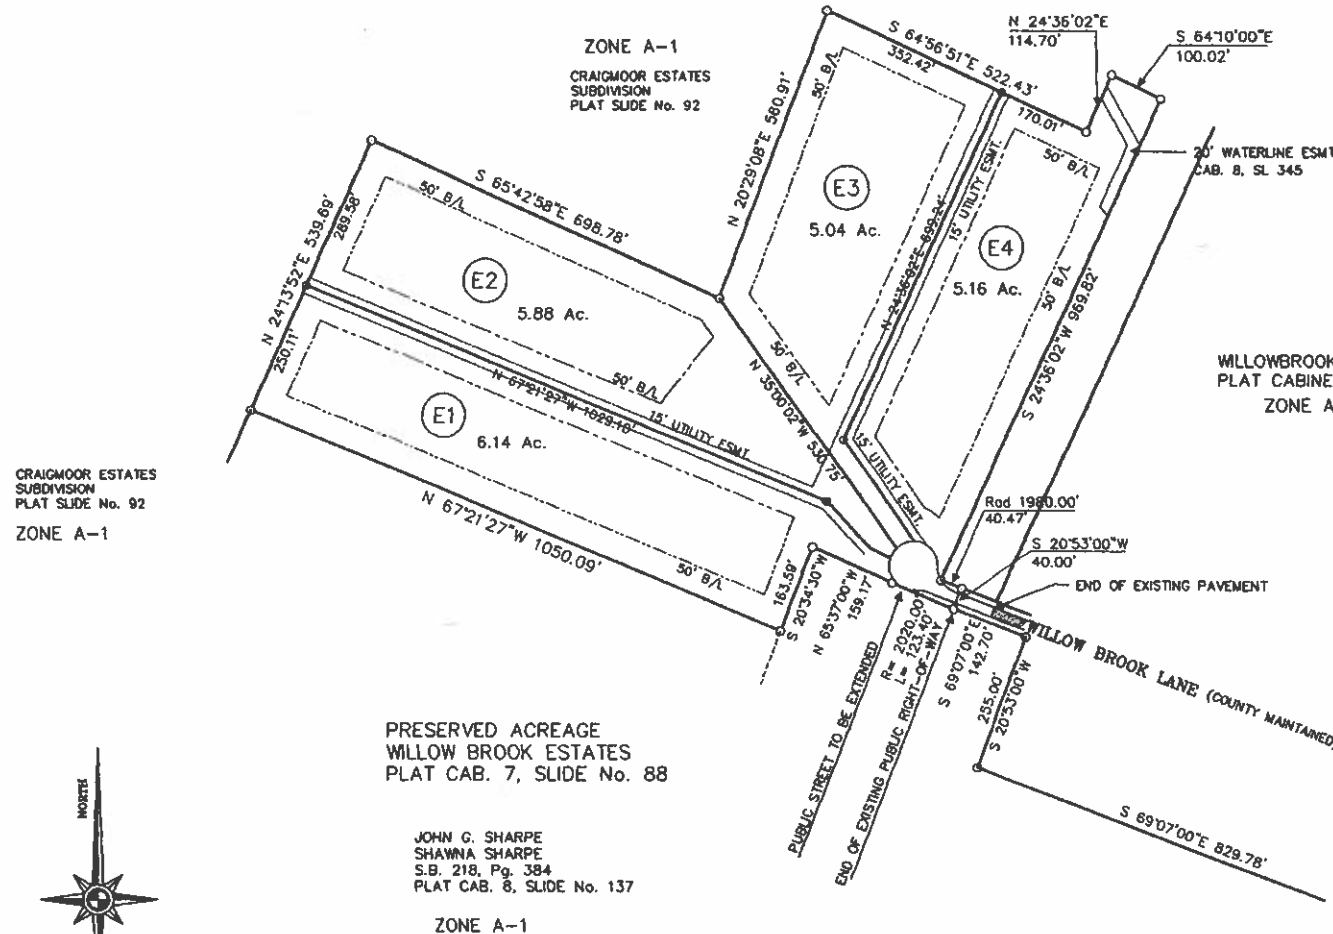 ZONE A-1
CRAIGMOOR ESTATES
SUBDIVISION
PLAT SLIDE No. 92
S 64°56'51"E 522.43'
352.42'
170.01'
N 24°36'02"E
114.70'
S 64°10'00"E
100.02'
20' WATERLINE ESMT
CAB. 8, SL 345
N 20°29'08"E 580.91'
50' B/L
E3
5.04 Ac.
15' UTILITY ESMT.
N 24°36'02"E 699.24'
50' B/L
50' B/L
E4
5.16 Ac.
50' B/L
S 24°36'02"W 969.82'
S 65°42'58"E 698.78'
50' B/L
N 24°13'52"E 539.69'
289.58'
250.11'
E2
5.88 Ac.
50' B/L
N 67°21'27"W 1029.10'
15' UTILITY ESMT
E1
6.14 Ac.
N 67°21'27"W 1050.09'
50' B/L
N 35°00'02"W 530.75'
15' UTILITY ESMT.
WILLOWBROOK
PLAT CABINE
ZONE A
CRAIGMOOR ESTATES
SUBDIVISION
PLAT SLIDE No. 92
ZONE A-1
Rad 1980.00'
40.47'
S 20°53'00"W
40.00'
END OF EXISTING PAVEMENT
163.59'
S 20°34'30"W
N 65°37'00"W
159.17'
R= 2020.00'
L= 123.40'
S 69°07'00"E
142.70'
255.00'
S 20°53'00"W
WILLOW BROOK LANE (COUNTY MAINTAINED)
PUBLIC STREET TO BE EXTENDED
END OF EXISTING PUBLIC RIGHT-OF-WAY
S 69°07'00"E 829.78'
PRESERVED ACREAGE
WILLOW BROOK ESTATES
PLAT CAB. 7, SLIDE No. 88
NORTH
JOHN G. SHARPE
SHAWNA SHARPE
S.B. 218, Pg. 384
PLAT CAB. 8, SLIDE No. 137
ZONE A-1